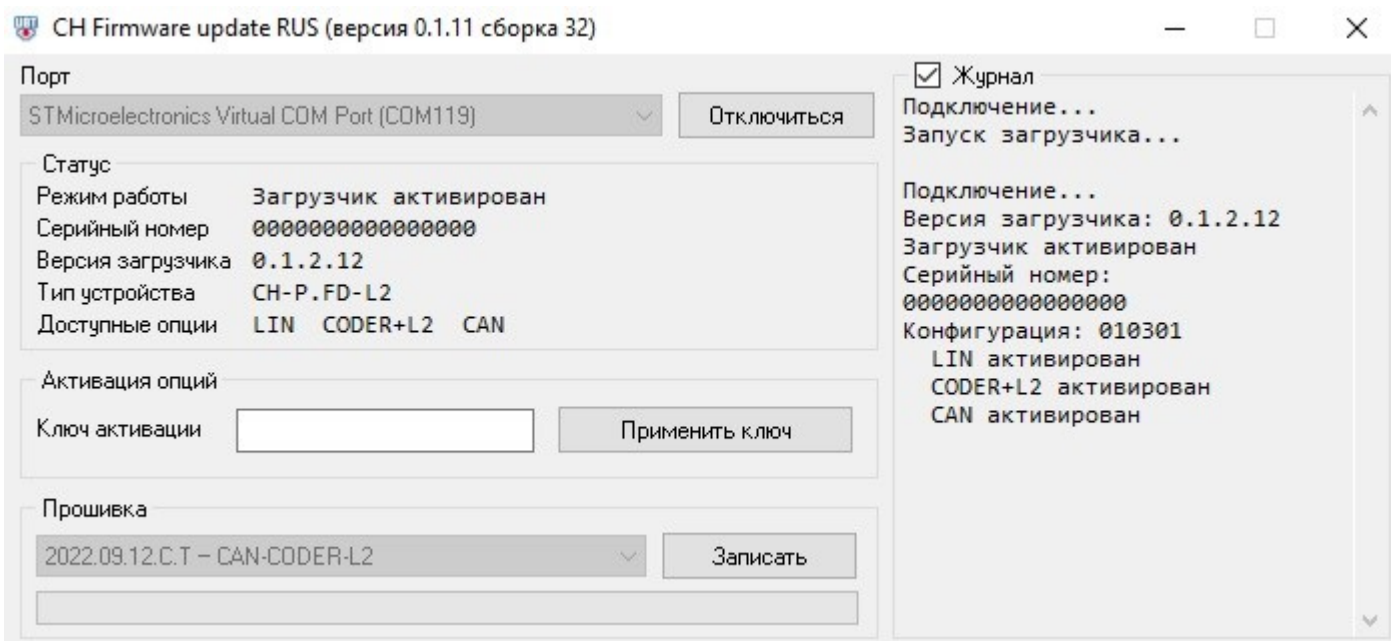 CH Firmware update RUS (версия 0.1.11 сборка 32)
Порт
STMicroelectronics Virtual COM Port (COM119)
Отключиться
Статус
Режим работы Загрузчик активирован
Серийный номер 0000000000000000
Версия загрузчика 0.1.2.12
Тип устройства CH-P.FD-L2
Доступные опции LIN CODER+L2 CAN
Активация опций
Ключ активации
Применить ключ
Прошивка
2022.09.12.C.T – CAN-CODER-L2
Записать
Журнал
Подключение...
Запуск загрузчика...
Подключение...
Версия загрузчика: 0.1.2.12
Загрузчик активирован
Серийный номер:
0000000000000000
Конфигурация: 010301
LIN активирован
CODER+L2 активирован
CAN активирован